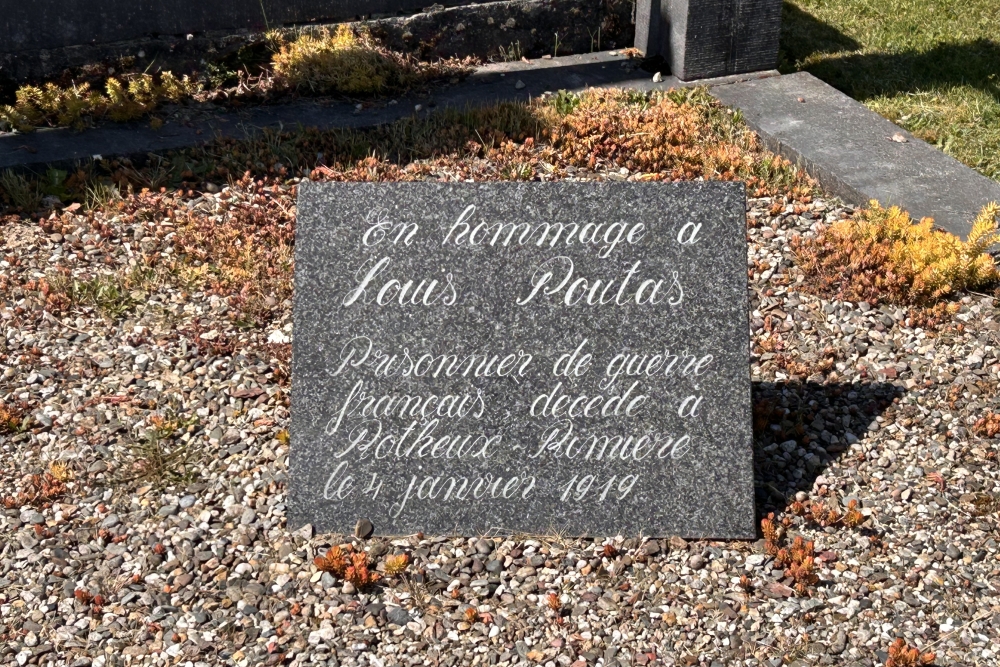 En hommage a
Louis Poutas
Prisonnier de guerre
français, décédé à
Rotheux-Rimière
le 4 janvier 1919